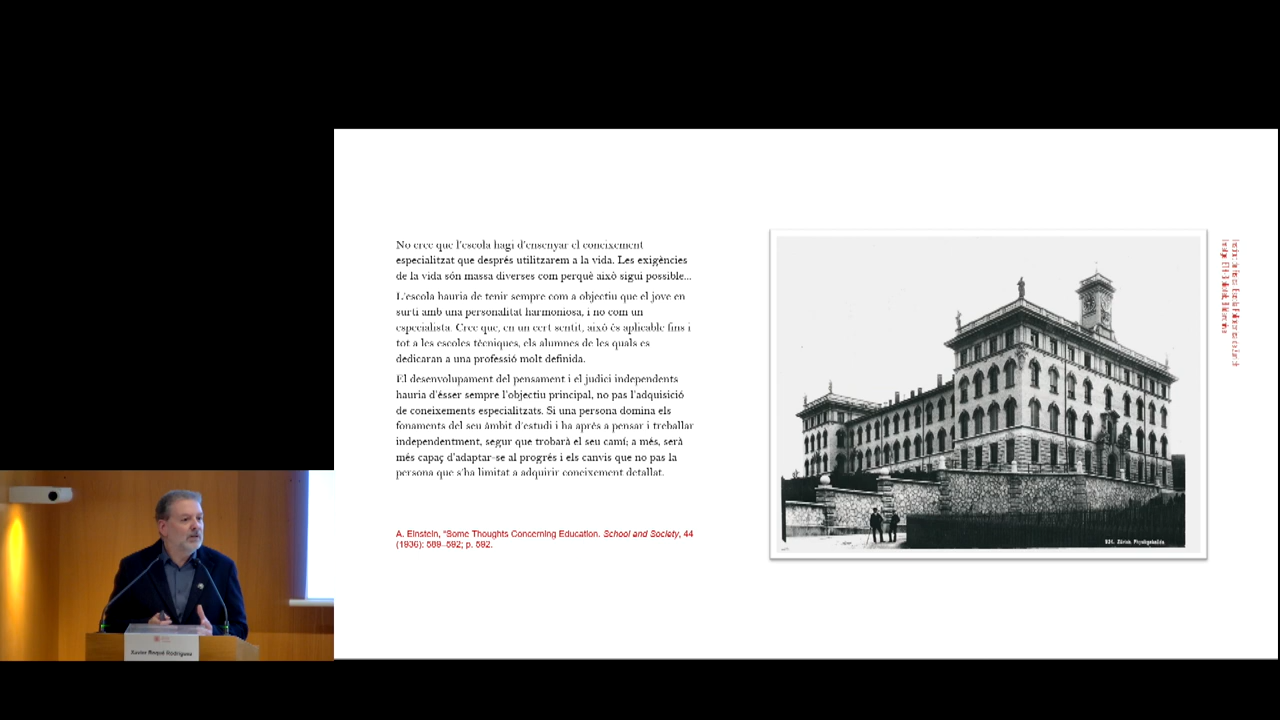 No crec que l'escola hagi d'ensenyar el coneixement
especialitzat que després utilitzarem a la vida. Les exigències
de la vida són massa diverses com perquè això sigui possible...
L'escola hauria de tenir sempre com a objectiu que el jove en
surti amb una personalitat harmoniosa, i no com un
especialista. Crec que, en un cert sentit, això és aplicable fins i
tot a les escoles tècniques, els alumnes de les quals es
dedicaran a una professió molt definida.
El desenvolupament del pensament i el judici independents
hauria d'ésser sempre l'objectiu principal, no pas l'adquisició
de coneixements especialitzats. Si una persona domina els
fonaments del seu àmbit d'estudi i ha après a pensar i treballar
independentment, segur que trobarà el seu camí; a més, serà
més capaç d'adaptar-se al progrés i els canvis que no pas la
persona que s'ha limitat a adquirir coneixement detallat.
A. Einstein, "Some Thoughts Concerning Education. School and Society, 44
(1936): 589–592; p. 592.
Zürich. Physikgebäude
Xavier Roqué Rodríguez